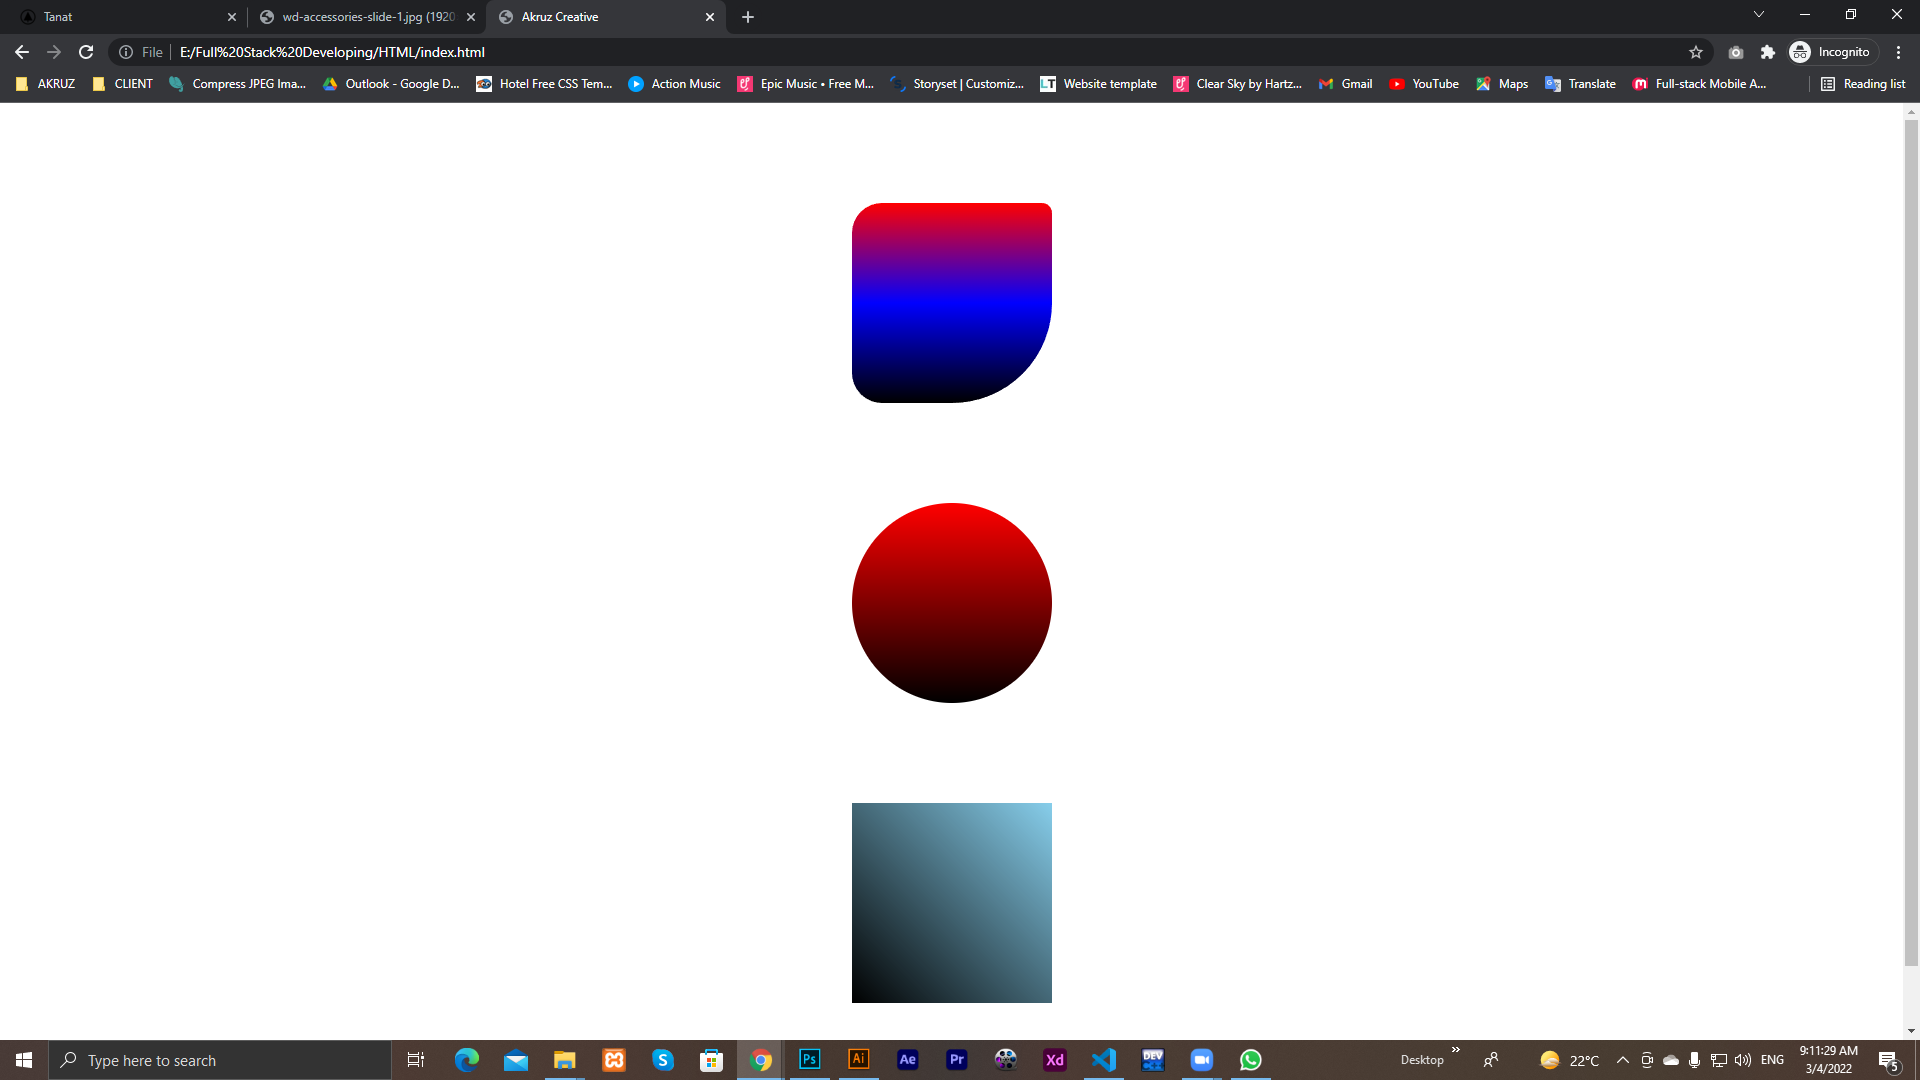 Tanat
wd-accessories-slide-1.jpg (1920
Akruz Creative
File
E:/Full%20Stack%20Developing/HTML/index.html
Incognito
AKRUZ
CLIENT
Compress JPEG Ima...
Outlook - Google D...
Hotel Free CSS Tem...
Action Music
Epic Music • Free M...
Storyset | Customiz...
LT
Website template
Clear Sky by Hartz...
Gmail
YouTube
Maps
Translate
Full-stack Mobile A...
Reading list
Type here to search
S
Ps
Ai
Ae
Pr
Xd
DEV
Desktop
22°C
ENG
9:11:29 AM
3/4/2022
5